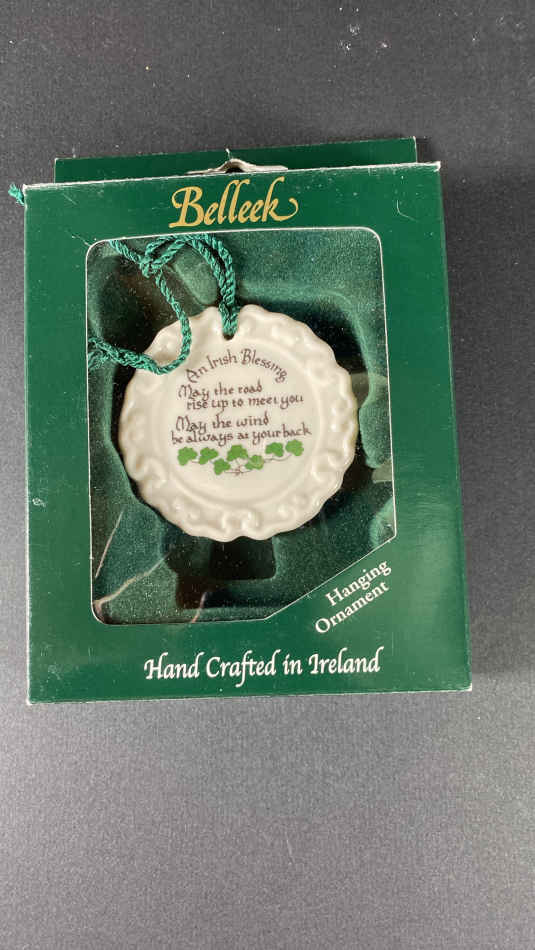 Belleek
An Irish Blessing
May the road
rise up to meet you
May the wind
be always at your back
Hanging
Ornament
Hand Crafted in Ireland